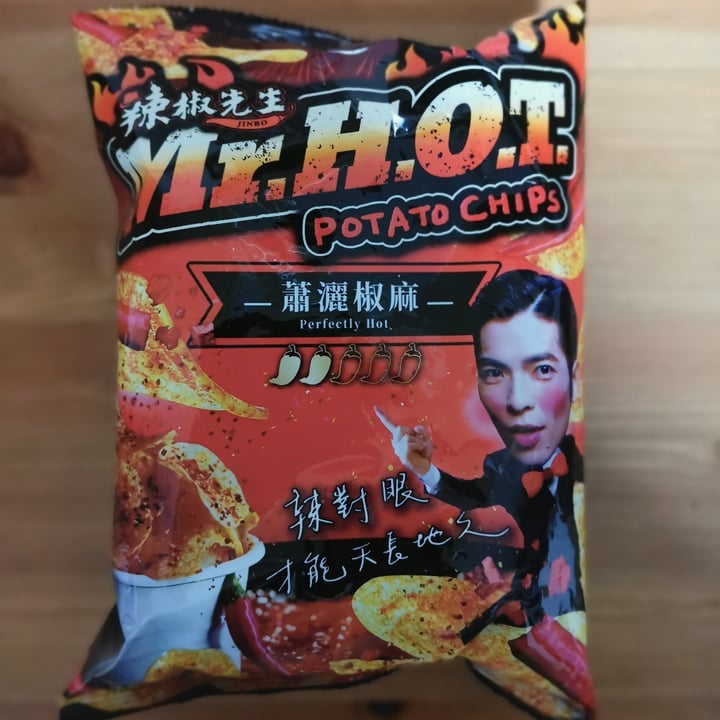 辣椒先生
JINBO
Mr.H.O.T.
POTATO CHIPS
— 蕭灑椒麻 —
Perfectly Hot
辣對眼
才能天長地久